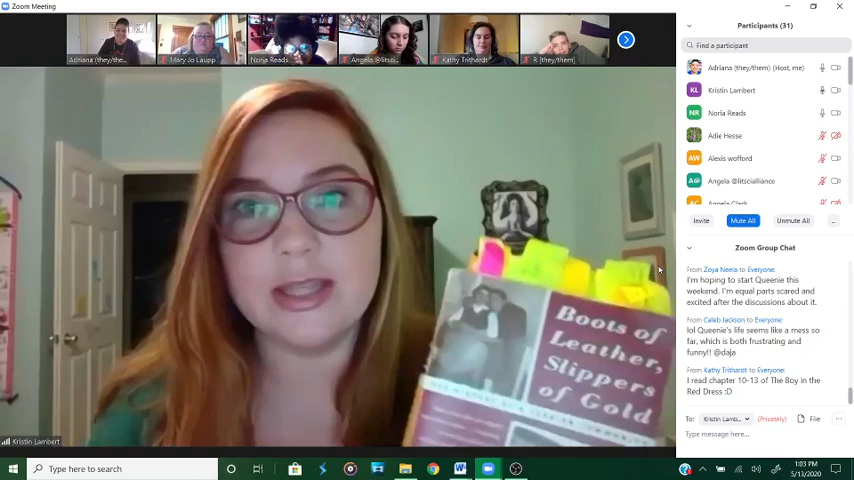 Zoom Meeting
Adriana (they/the...
Mary Jo Laupp
Noria Reads
Angela @litsci...
Kathy Trithardt
R (they/them)
Kristin Lambert
Boots of
Leather,
Slippers
of Gold
Participants (31)
Find a participant
Adriana (they/them) (Host, me)
KL Kristin Lambert
NR Noria Reads
Adie Hesse
AW Alexis wofford
Angela @litscialliance
Angela Clark
Invite
Mute All
Unmute All
...
Zoom Group Chat
From Zoya Neela to Everyone:
I'm hoping to start Queenie this
weekend. I'm equal parts scared and
excited after the discussions about it.
From Caleb Jackson to Everyone:
lol Queenie's life seems like a mess so
far, which is both frustrating and
funny!! @daja
From Kathy Trithardt to Everyone:
I read chapter 10-13 of The Boy in the
Red Dress :D
To: Kristin Lamb... (Privately) File ...
Type message here...
Type here to search
1:03 PM
5/13/2020